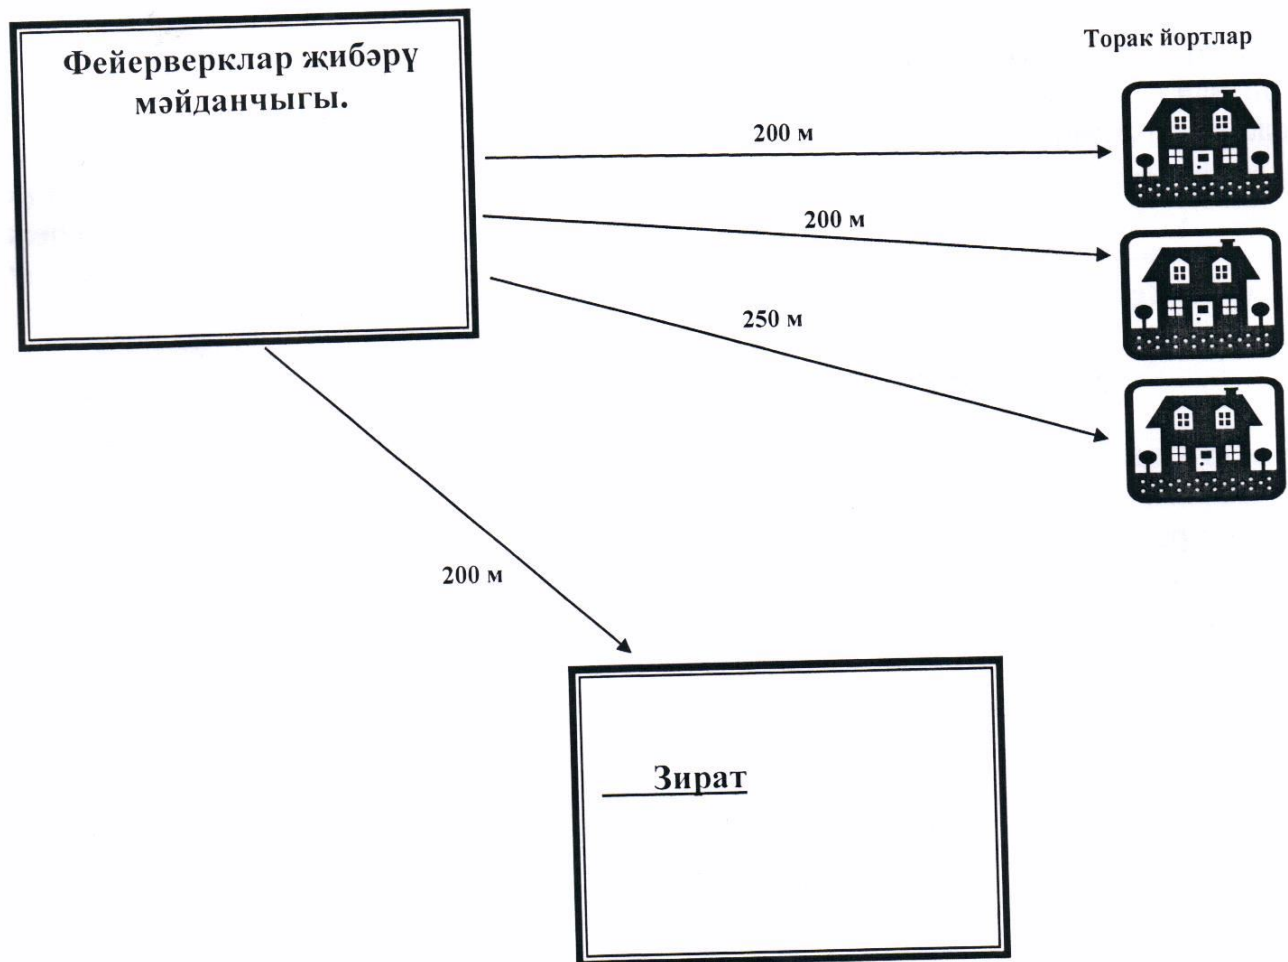 Фейерверклар җибәрү
мәйданчыгы.
Торак йортлар
200 м
200 м
250 м
200 м
Зират